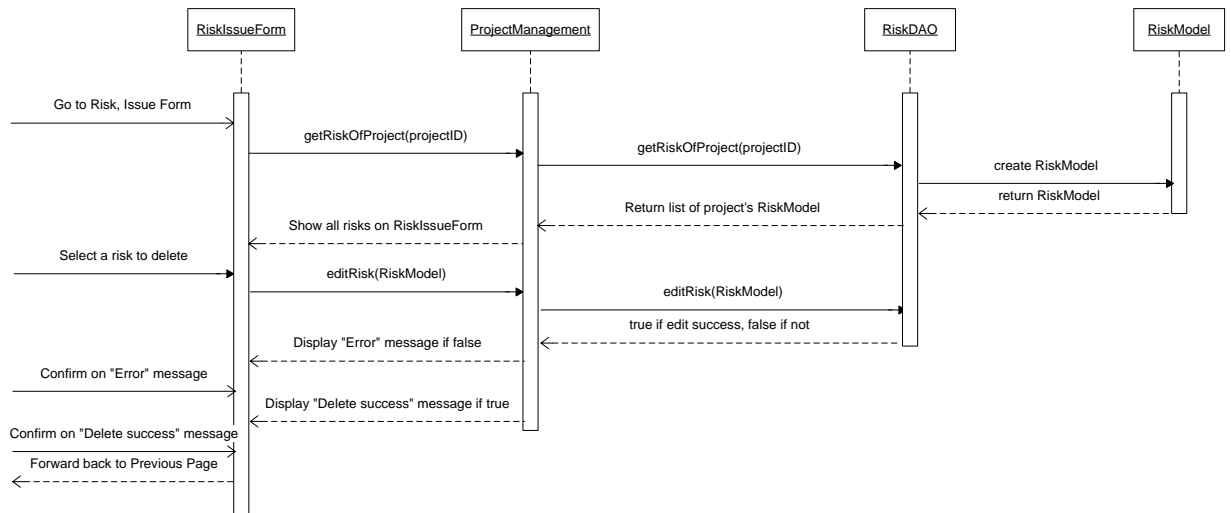 RiskIssueForm
ProjectManagement
RiskDAO
RiskModel
Go to Risk, Issue Form
getRiskOfProject(projectID)
getRiskOfProject(projectID)
create RiskModel
return RiskModel
Return list of project's RiskModel
Show all risks on RiskIssueForm
Select a risk to delete
editRisk(RiskModel)
editRisk(RiskModel)
true if edit success, false if not
Display "Error" message if false
Confirm on "Error" message
Display "Delete success" message if true
Confirm on "Delete success" message
Forward back to Previous Page